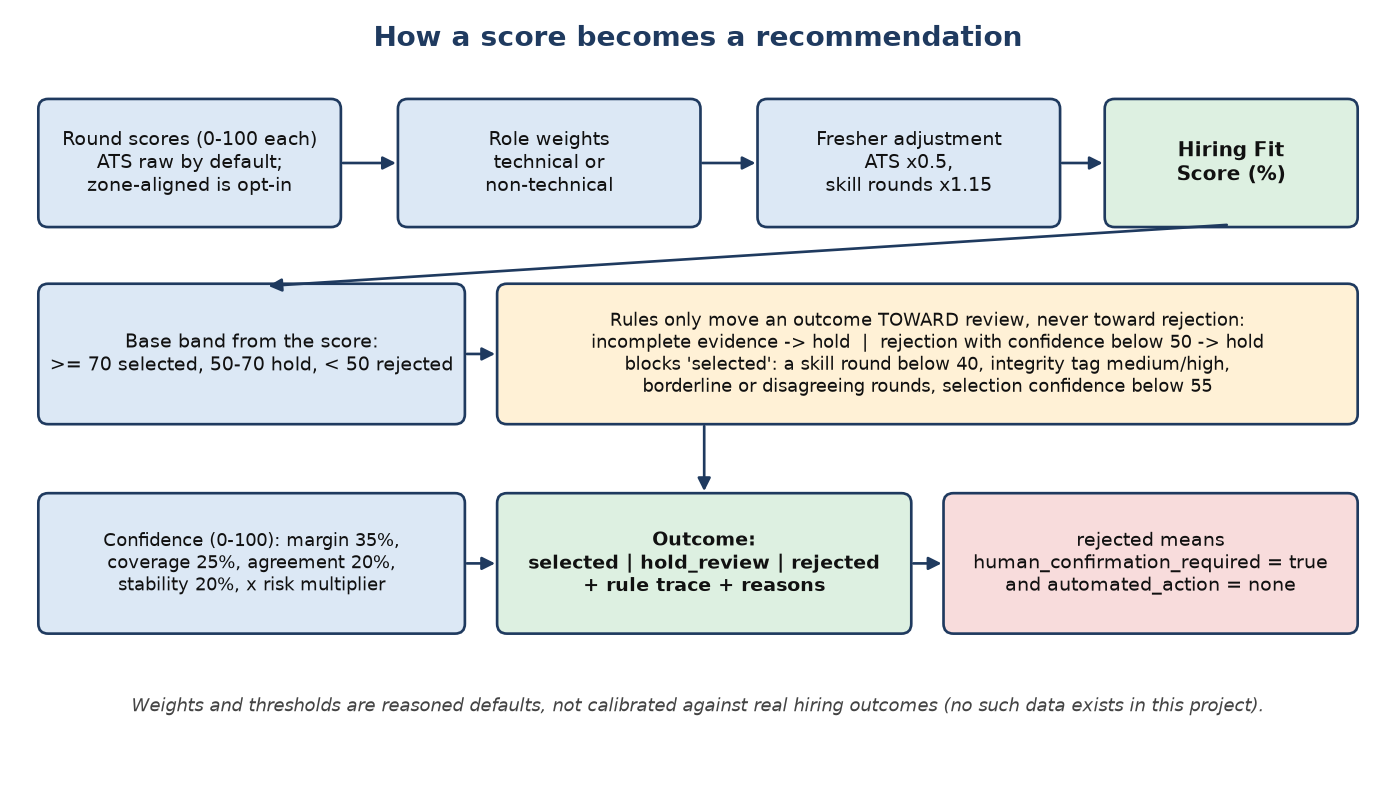 How a score becomes a recommendation
Round scores (0-100 each)
ATS raw by default;
zone-aligned is opt-in
Role weights
technical or
non-technical
Fresher adjustment
ATS x0.5,
skill rounds x1.15
Hiring Fit
Score (%)
Base band from the score:
>= 70 selected, 50-70 hold, < 50 rejected
Rules only move an outcome TOWARD review, never toward rejection:
incomplete evidence -> hold | rejection with confidence below 50 -> hold
blocks 'selected': a skill round below 40, integrity tag medium/high,
borderline or disagreeing rounds, selection confidence below 55
Confidence (0-100): margin 35%,
coverage 25%, agreement 20%,
stability 20%, x risk multiplier
Outcome:
selected | hold_review | rejected
+ rule trace + reasons
rejected means
human_confirmation_required = true
and automated_action = none
Weights and thresholds are reasoned defaults, not calibrated against real hiring outcomes (no such data exists in this project).